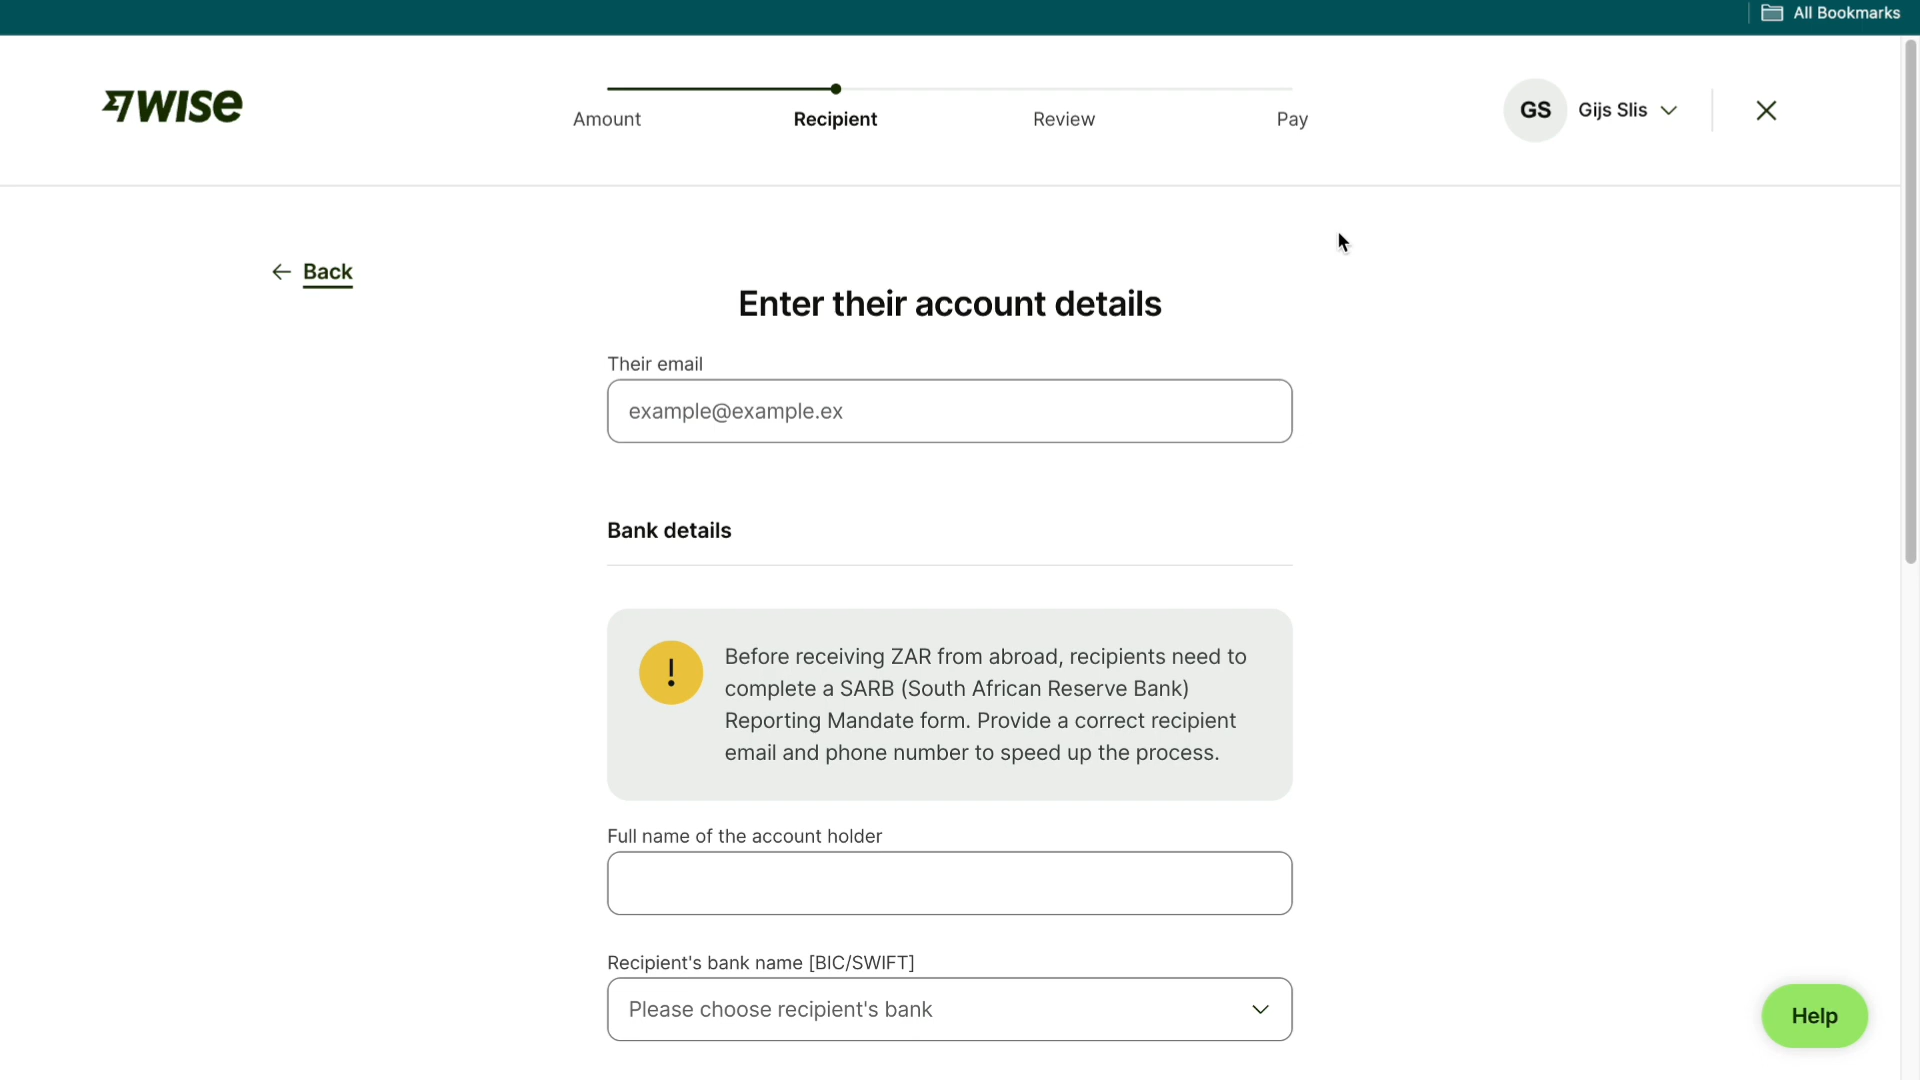 All Bookmarks
WISE
Amount
Recipient
Review
Pay
GS
Gijs Slis
Back
Enter their account details
Their email
example@example.ex
Bank details
!
Before receiving ZAR from abroad, recipients need to
complete a SARB (South African Reserve Bank)
Reporting Mandate form. Provide a correct recipient
email and phone number to speed up the process.
Full name of the account holder
Recipient's bank name [BIC/SWIFT]
Please choose recipient's bank
Help